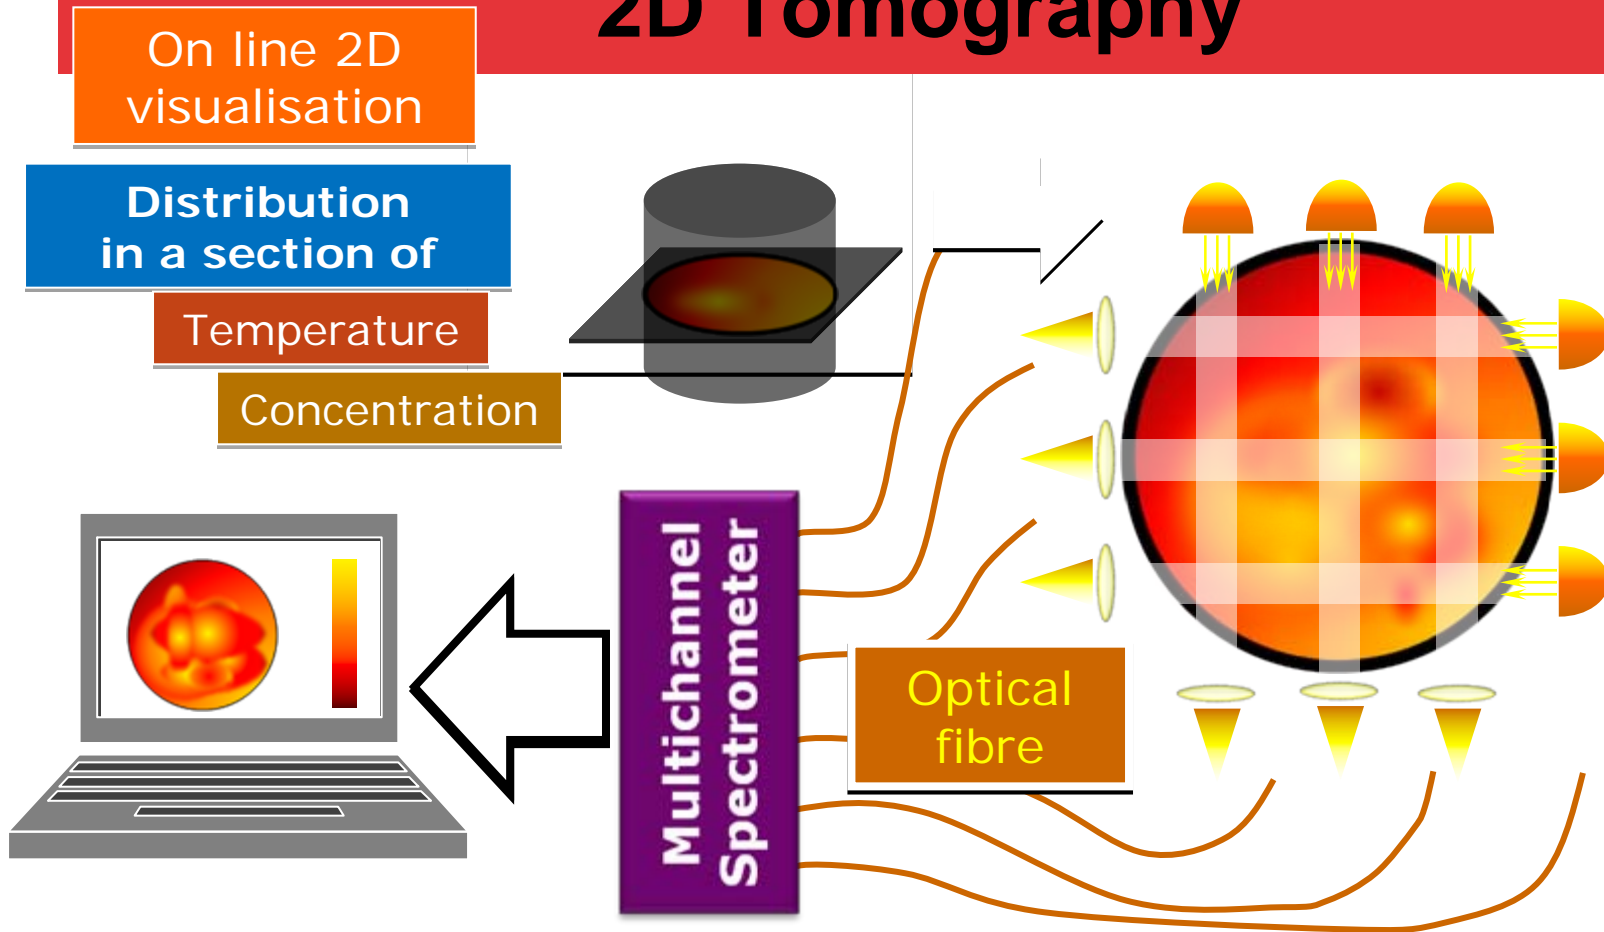 2D Tomography
On line 2D
visualisation
Distribution
in a section of
Temperature
Concentration
Multichannel
Spectrometer
Optical
fibre